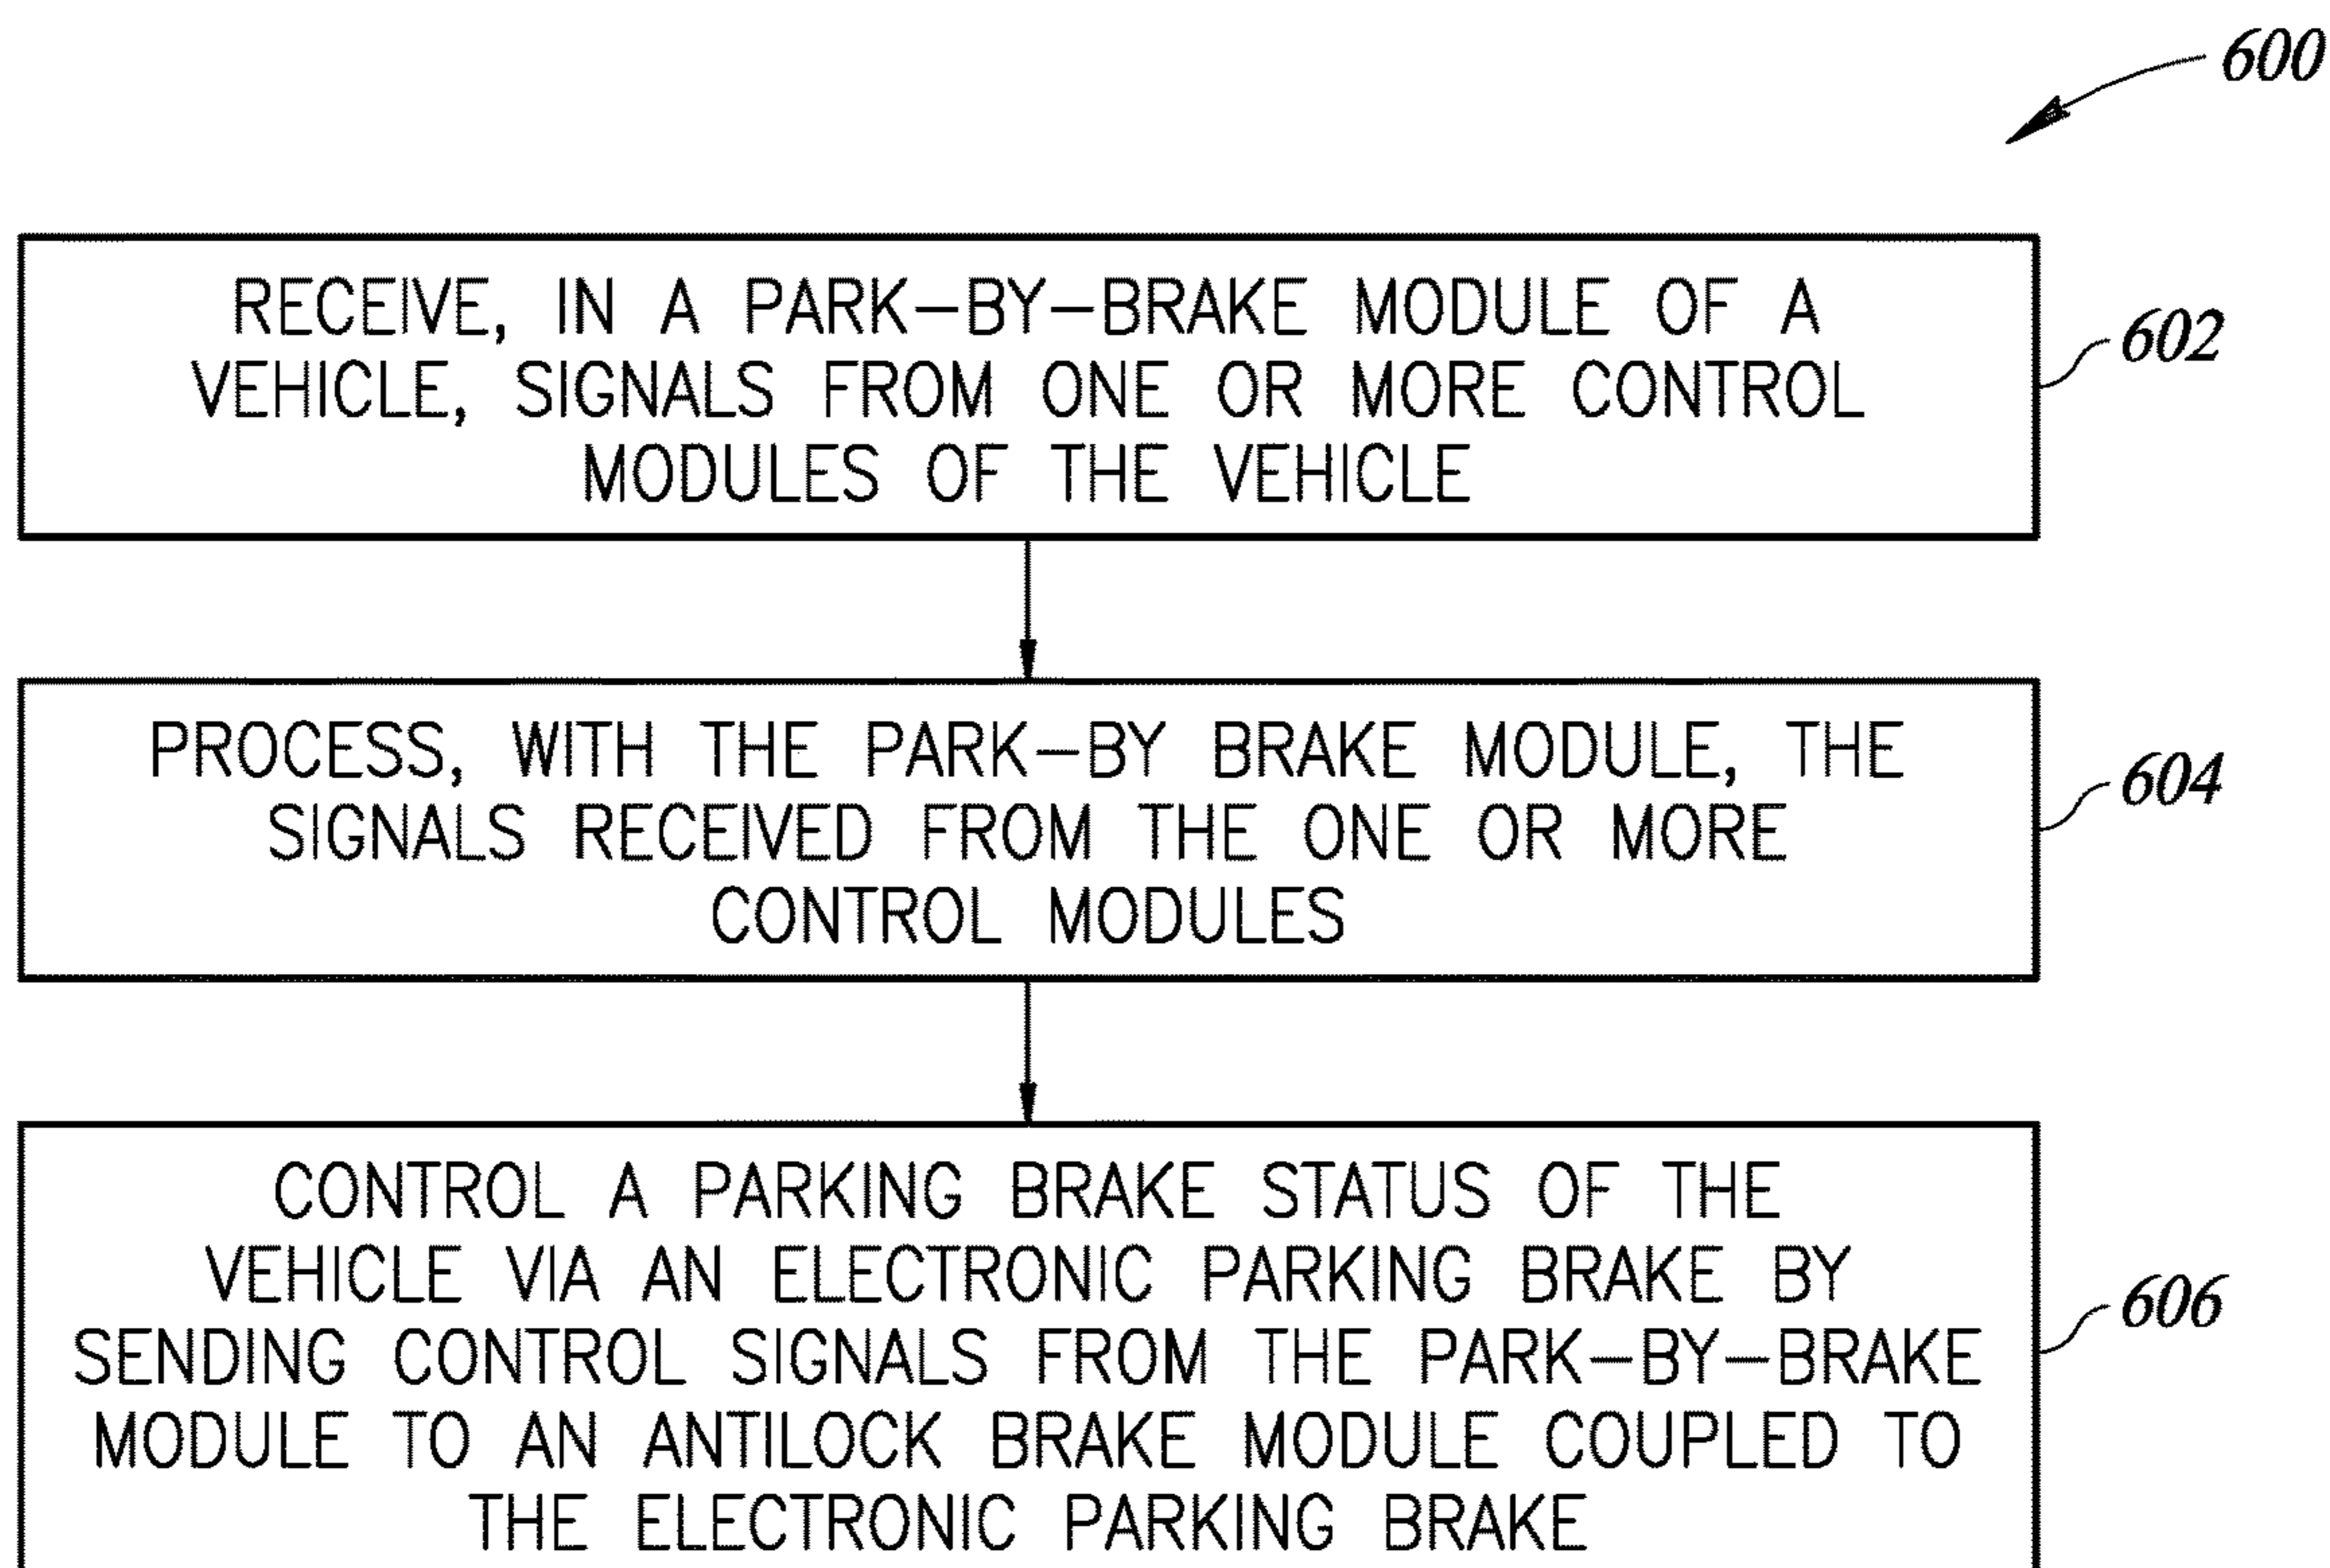 600
RECEIVE, IN A PARK-BY-BRAKE MODULE OF A
VEHICLE, SIGNALS FROM ONE OR MORE CONTROL
MODULES OF THE VEHICLE
602
PROCESS, WITH THE PARK-BY BRAKE MODULE, THE
SIGNALS RECEIVED FROM THE ONE OR MORE
CONTROL MODULES
604
CONTROL A PARKING BRAKE STATUS OF THE
VEHICLE VIA AN ELECTRONIC PARKING BRAKE BY
SENDING CONTROL SIGNALS FROM THE PARK-BY-BRAKE
MODULE TO AN ANTILOCK BRAKE MODULE COUPLED TO
THE ELECTRONIC PARKING BRAKE
606